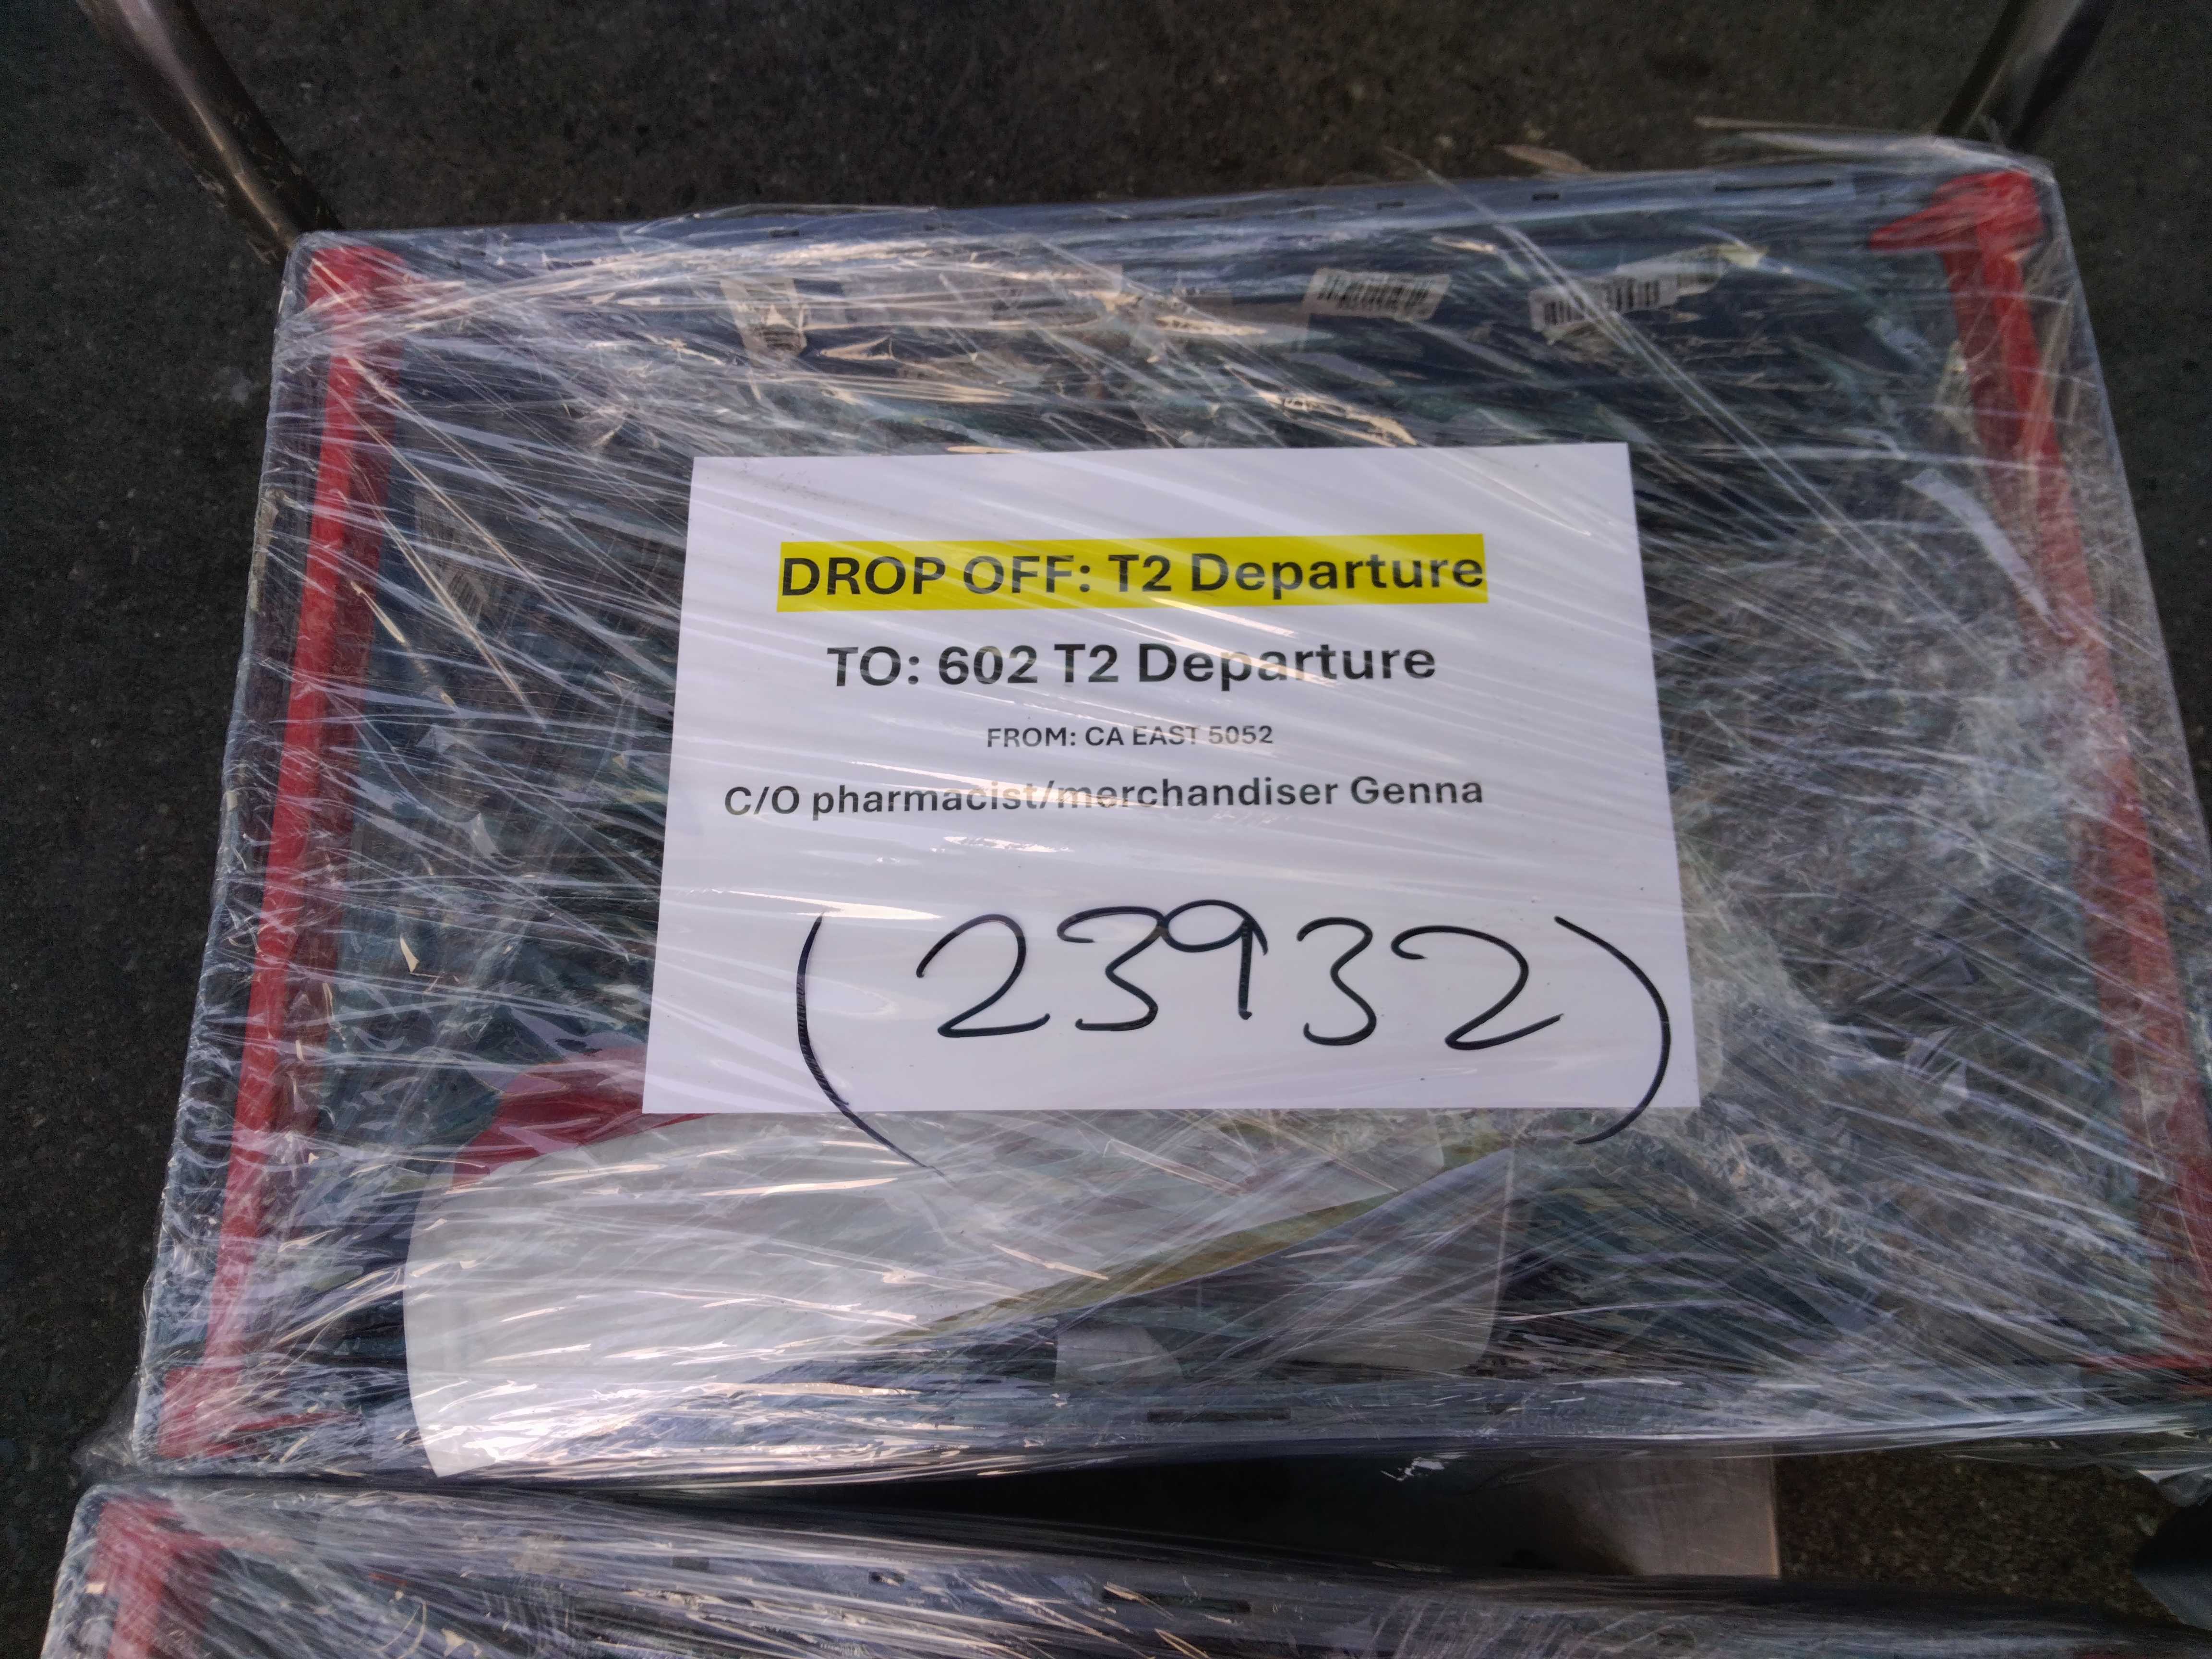 DROP OFF: T2 Departure
TO: 602 T2 Departure
FROM: CA EAST 5052
C/O pharmacist/merchandiser Genna
(23932)